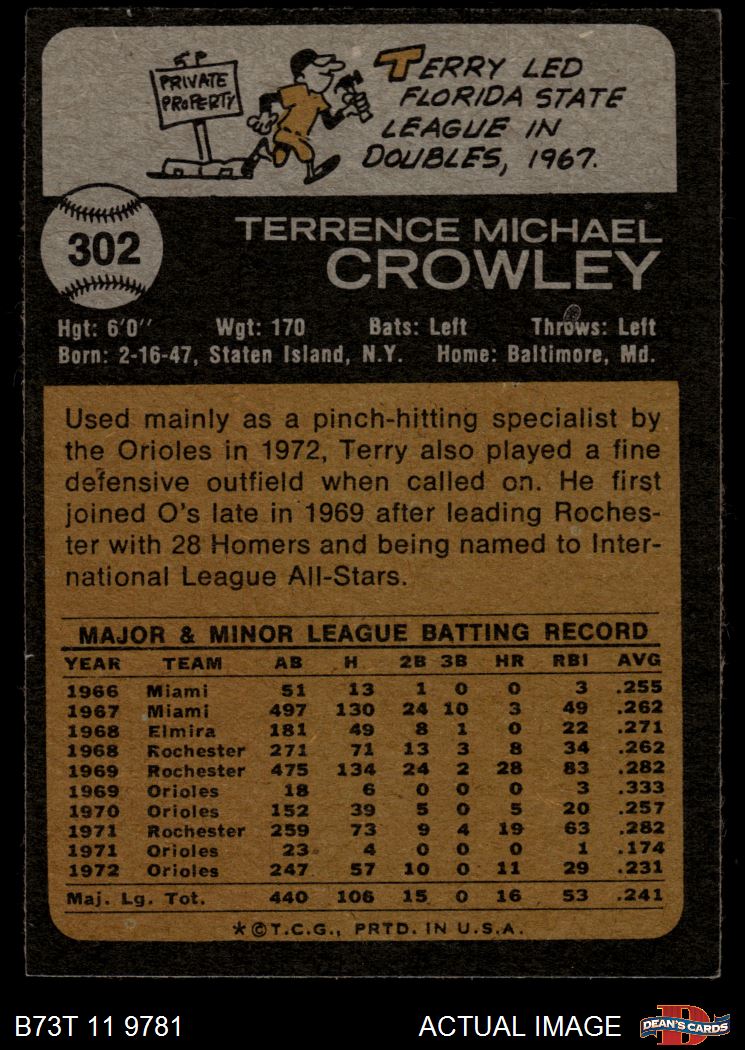 PRIVATE
PROPERTY
TERRY LED
FLORIDA STATE
LEAGUE IN
DOUBLES, 1967.
302
TERRENCE MICHAEL
CROWLEY
Hgt: 6'0" Wgt: 170 Bats: Left Throws: Left
Born: 2-16-47, Staten Island, N.Y. Home: Baltimore, Md.
Used mainly as a pinch-hitting specialist by
the Orioles in 1972, Terry also played a fine
defensive outfield when called on. He first
joined O's late in 1969 after leading Roches-
ter with 28 Homers and being named to Inter-
national League All-Stars.
MAJOR & MINOR LEAGUE BATTING RECORD
YEAR TEAM AB H 2B 3B HR RBI AVG
1966 Miami 51 13 1 0 0 3 .255
1967 Miami 497 130 24 10 3 49 .262
1968 Elmira 181 49 8 1 0 22 .271
1968 Rochester 271 71 13 3 8 34 .262
1969 Rochester 475 134 24 2 28 83 .282
1969 Orioles 18 6 0 0 0 3 .333
1970 Orioles 152 39 5 0 5 20 .257
1971 Rochester 259 73 9 4 19 63 .282
1971 Orioles 23 4 0 0 0 1 .174
1972 Orioles 247 57 10 0 11 29 .231
Maj. Lg. Tot. 440 106 15 0 16 53 .241
*©T.C.G., PRTD. IN U.S.A.
B73T 11 9781 ACTUAL IMAGE DEAN'S CARDS